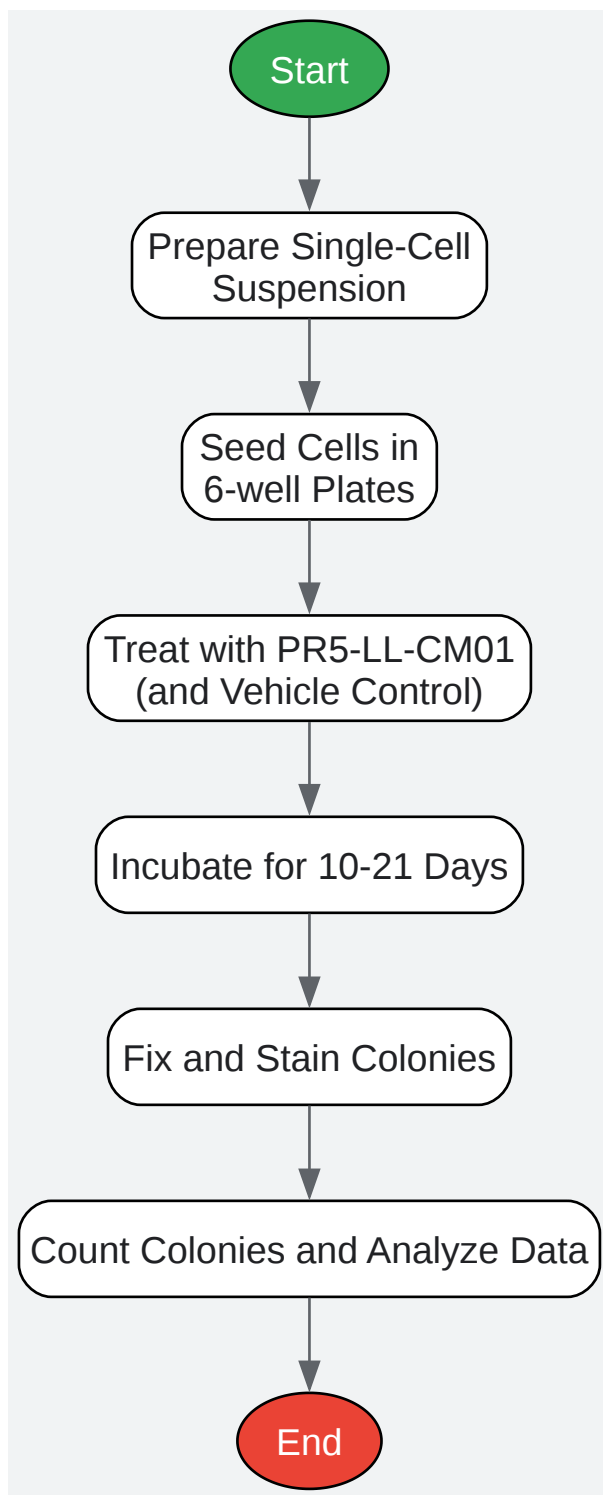 Start
Prepare Single-Cell
Suspension
Seed Cells in
6-well Plates
Treat with PR5-LL-CM01
(and Vehicle Control)
Incubate for 10-21 Days
Fix and Stain Colonies
Count Colonies and Analyze Data
End